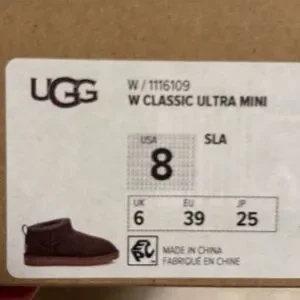 UGG
W / 1116109
W CLASSIC ULTRA MINI
USA
SLA
8
UK EU JP
6 39 25
MADE IN CHINA
FABRIQUÉ EN CHINE